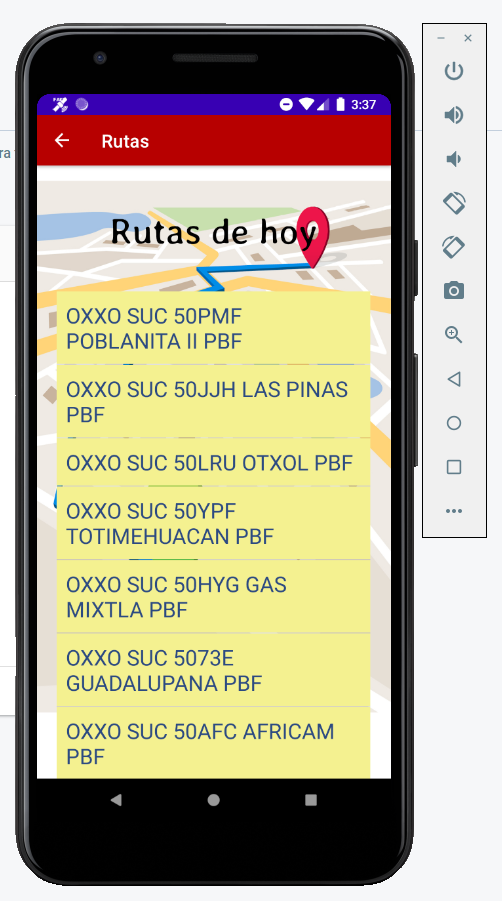 3:37
Rutas
Rutas de hoy
OXXO SUC 50PMF
POBLANITA II PBF
OXXO SUC 50JJH LAS PINAS
PBF
OXXO SUC 50LRU OTXOL PBF
OXXO SUC 50YPF
TOTIMEHUACAN PBF
OXXO SUC 50HYG GAS
MIXTLA PBF
OXXO SUC 5073E
GUADALUPANA PBF
OXXO SUC 50AFC AFRICAM
PBF